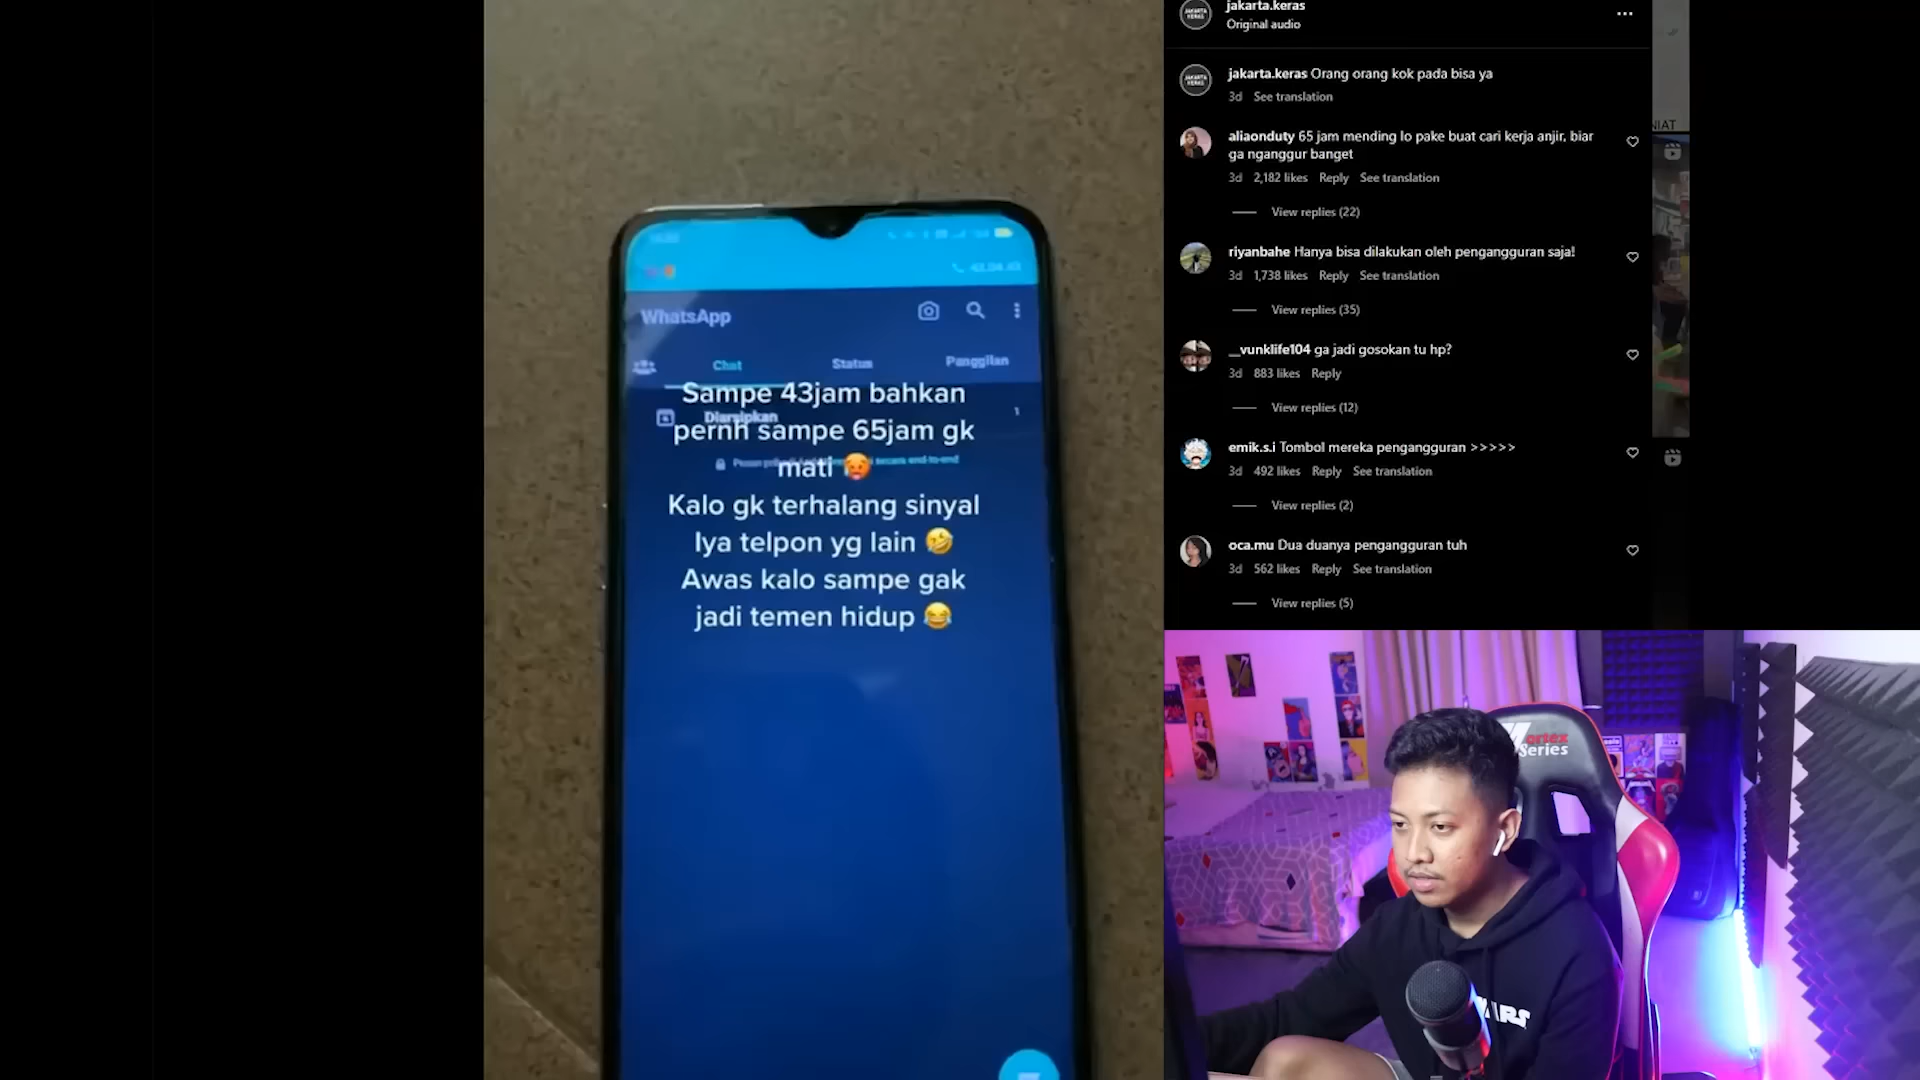 WhatsApp
Chat
Status
Panggilan
Diarsipkan
1
Sampe 43jam bahkan
pernh sampe 65jam gk
mati 🥵
Kalo gk terhalang sinyal
Iya telpon yg lain 🤣
Awas kalo sampe gak
jadi temen hidup 😂
jakarta.keras
Original audio
jakarta.keras Orang orang kok pada bisa ya
3d See translation
aliaonduty 65 jam mending lo pake buat cari kerja anjir, biar
ga nganggur banget
3d 2,182 likes Reply See translation
View replies (22)
riyanbahe Hanya bisa dilakukan oleh pengangguran saja!
3d 1,738 likes Reply See translation
View replies (35)
__vunklife104 ga jadi gosokan tu hp?
3d 883 likes Reply
View replies (12)
emik.s.i Tombol mereka pengangguran >>>>>
3d 492 likes Reply See translation
View replies (2)
oca.mu Dua duanya pengangguran tuh
3d 562 likes Reply See translation
View replies (5)
NIAT
Vortex
Series